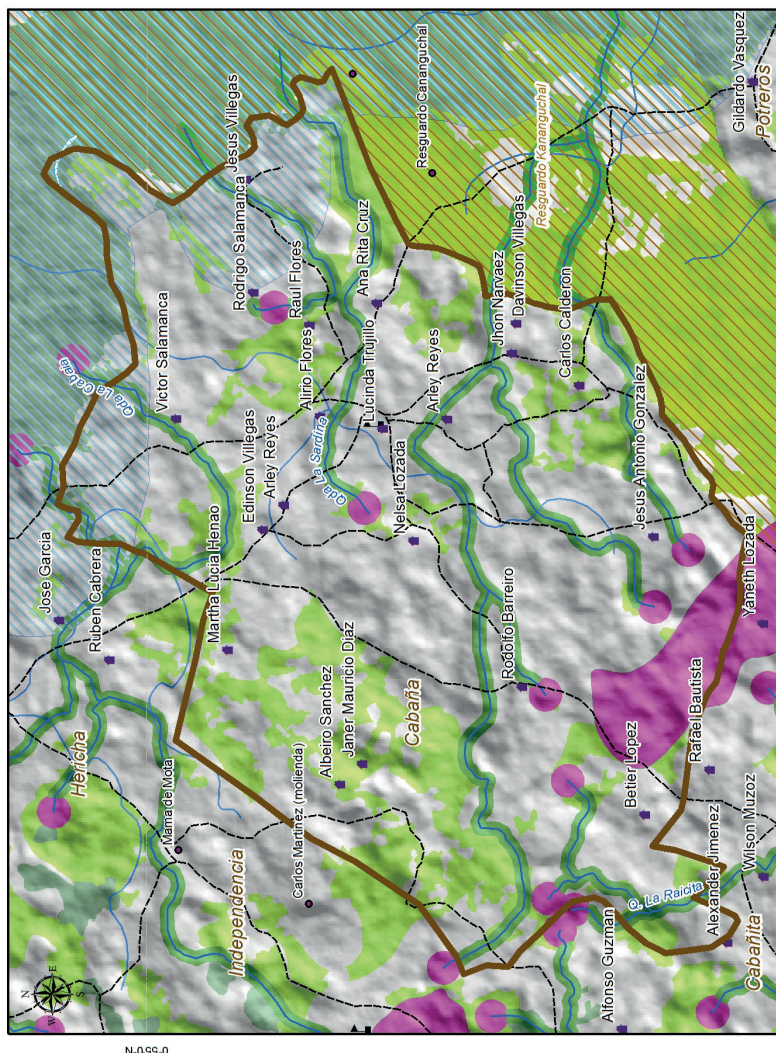 Jose Garcia
Ruben Cabrera
Hericha
Mama de Mota
Martha Lucia Henao
Qda La Cabaña
Victor Salamanca
Edinson Villegas
Arley Reyes
Rodrigo Salamanca
Jesus Villegas
Raul Flores
Alirio Flores
Ana Rita Cruz
Qda La Sardina
Lucinda Trujillo
Nelsa Lozada
Arley Reyes
Independencia
Carlos Martinez (molienda)
Albeiro Sanchez
Janer Mauricio Diaz
Cabaña
Rodolfo Barreiro
Resguardo Cananguchal
Resguardo Kananguchal
Jhon Narvaez
Davinson Villegas
Carlos Calderon
Jesus Antonio Gonzalez
Gildardo Vasquez
Potreros
Yaneth Lozada
Rafael Bautista
Betier Lopez
Alexander Jimenez
Wilson Muzoz
Q. La Raicita
Alfonso Guzman
Cabañita
N
E
S
W
0°55'0"N